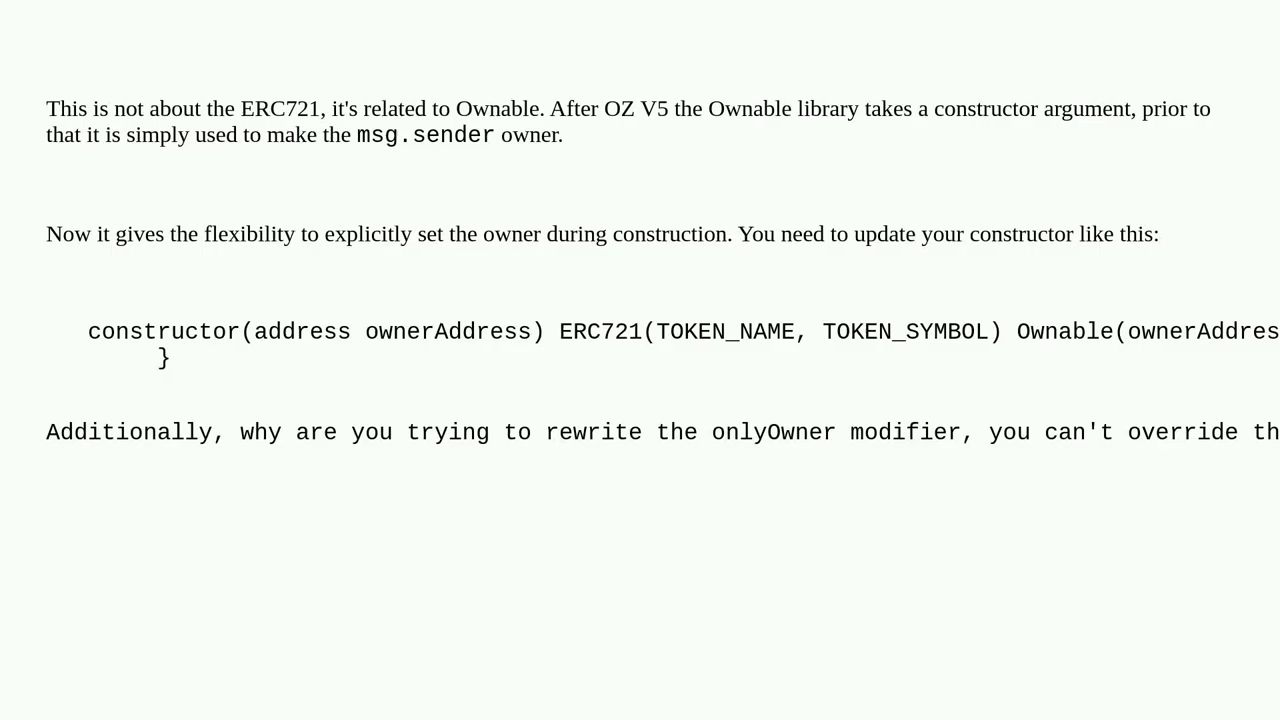 This is not about the ERC721, it's related to Ownable. After OZ V5 the Ownable library takes a constructor argument, prior to
that it is simply used to make the msg.sender owner.
Now it gives the flexibility to explicitly set the owner during construction. You need to update your constructor like this:
constructor(address ownerAddress) ERC721(TOKEN_NAME, TOKEN_SYMBOL) Ownable(ownerAddres
}
Additionally, why are you trying to rewrite the onlyOwner modifier, you can't override th